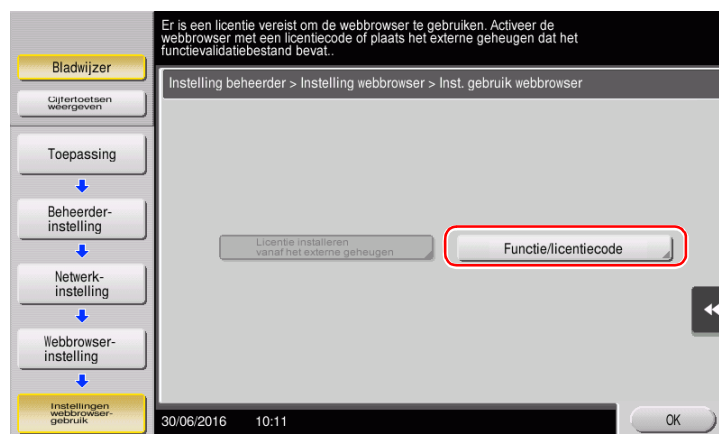 Er is een licentie vereist om de webbrowser te gebruiken. Activeer de
webbrowser met een licentiecode of plaats het externe geheugen dat het
functievalidatiebestand bevat..
Bladwijzer
Cijfertoetsen
weergeven
Instelling beheerder > Instelling webbrowser > Inst. gebruik webbrowser
Toepassing
Beheerder-
instelling
Netwerk-
instelling
Webbrowser-
instelling
Instellingen
webbrowser-
gebruik
Licentie installeren
vanaf het externe geheugen
Functie/licentiecode
30/06/2016 10:11
OK